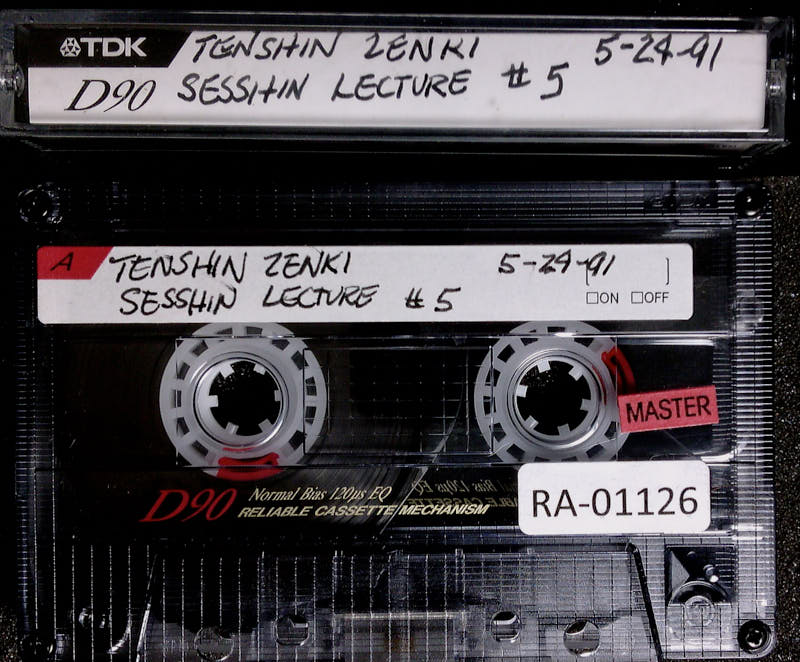 TDK TENSHIN ZENKI 5-24-91
D90 SESSHIN LECTURE #5
A TENSHIN ZENKI 5-24-91
SESSHIN LECTURE #5
ON OFF
MASTER
D90 Normal Bias 120μs EQ
RELIABLE CASSETTE MECHANISM
RA-01126